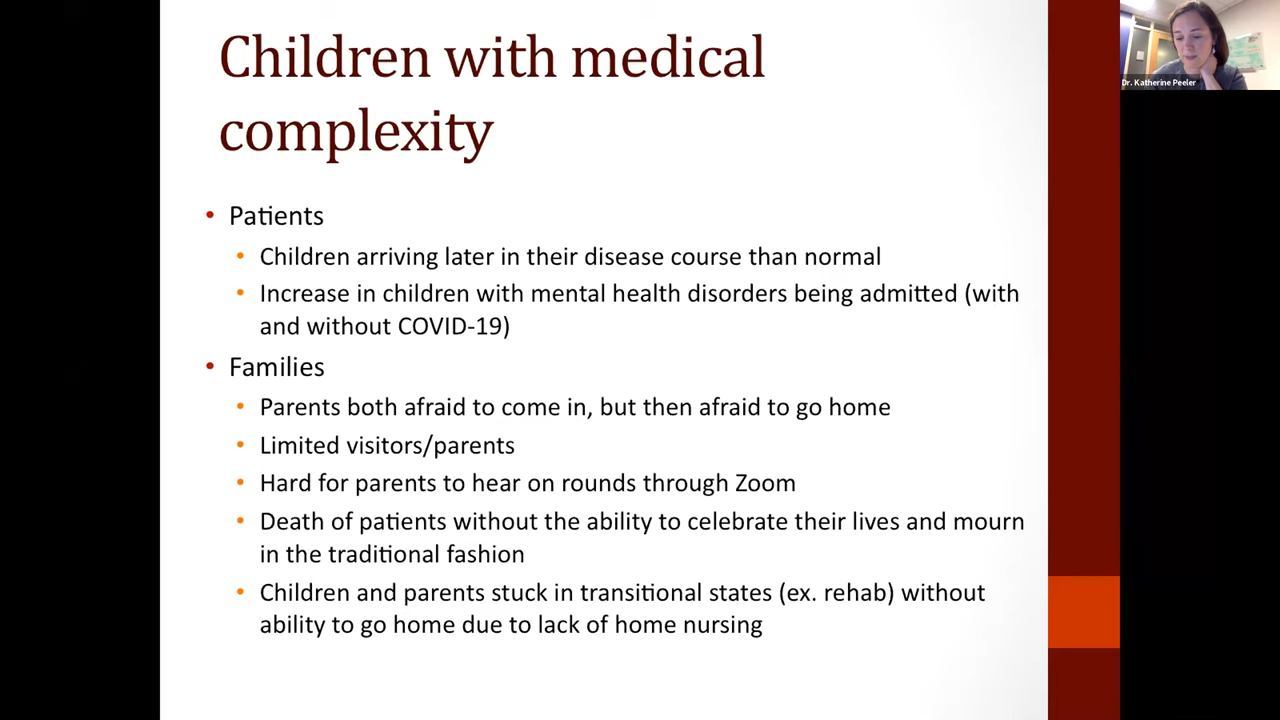 Children with medical
complexity
• Patients
• Children arriving later in their disease course than normal
• Increase in children with mental health disorders being admitted (with
and without COVID-19)
• Families
• Parents both afraid to come in, but then afraid to go home
• Limited visitors/parents
• Hard for parents to hear on rounds through Zoom
• Death of patients without the ability to celebrate their lives and mourn
in the traditional fashion
• Children and parents stuck in transitional states (ex. rehab) without
ability to go home due to lack of home nursing
Dr. Katherine Peeler